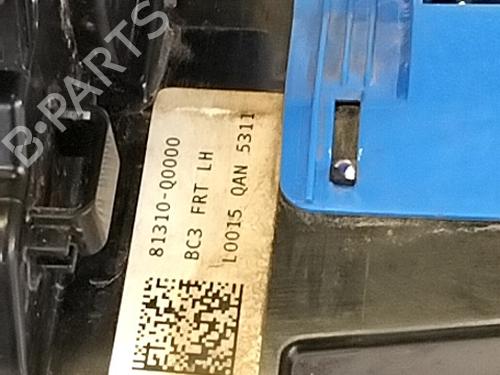 B-PARTS
81310-Q0000
BC3 FRT LH
L0015 QAN 5311